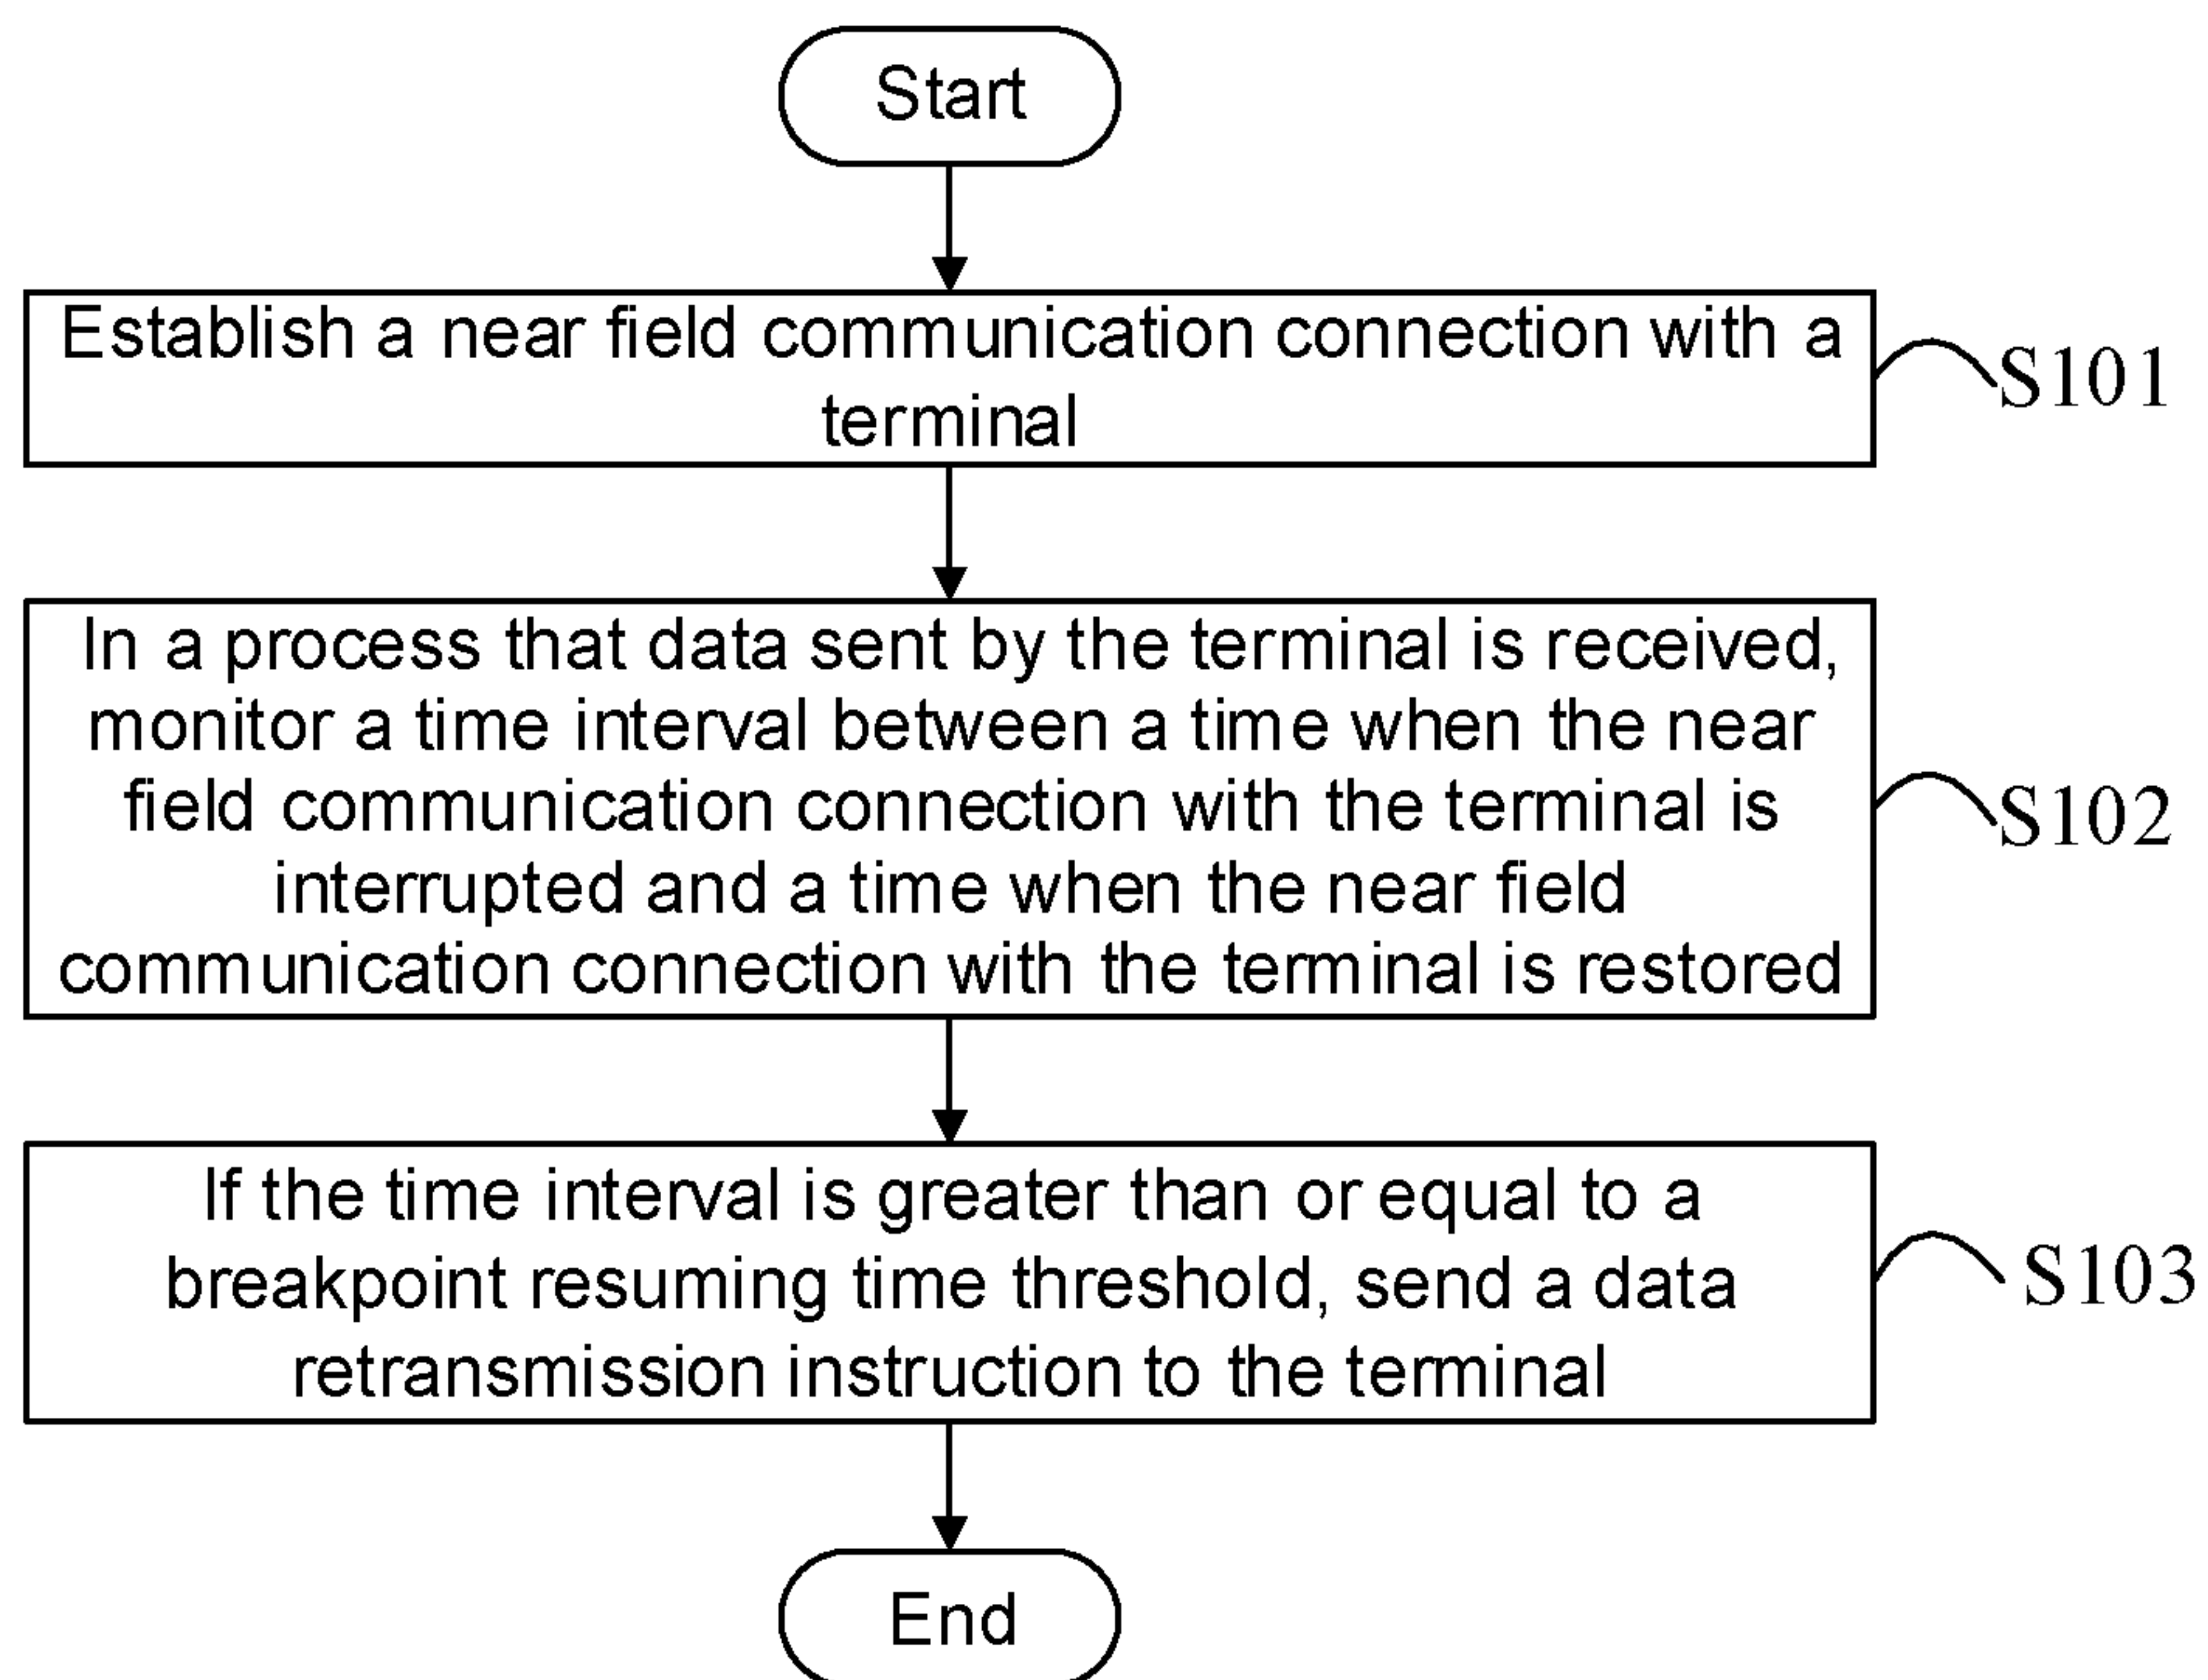 Start
Establish a near field communication connection with a
terminal
S101
In a process that data sent by the terminal is received,
monitor a time interval between a time when the near
field communication connection with the terminal is
interrupted and a time when the near field
communication connection with the terminal is restored
S102
If the time interval is greater than or equal to a
breakpoint resuming time threshold, send a data
retransmission instruction to the terminal
S103
End